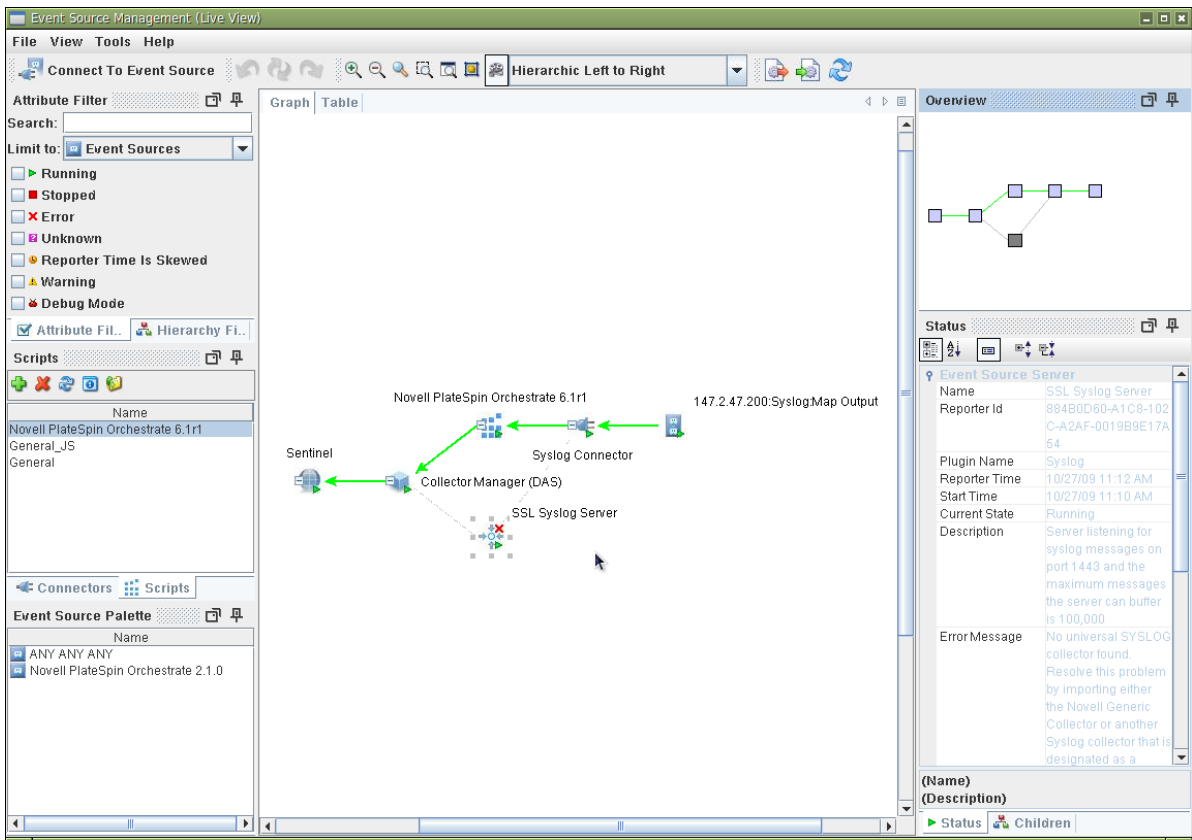 Event Source Management (Live View)
File View Tools Help
Connect To Event Source
Hierarchic Left to Right
Attribute Filter
Search:
Limit to: Event Sources
Running
Stopped
Error
Unknown
Reporter Time Is Skewed
Warning
Debug Mode
Attribute Fil.. Hierarchy Fi..
Scripts
Name
Novell PlateSpin Orchestrate 6.1r1
General_JS
General
Connectors Scripts
Event Source Palette
Name
ANY ANY ANY
Novell PlateSpin Orchestrate 2.1.0
Graph Table
Novell PlateSpin Orchestrate 6.1r1
147.2.47.200:Syslog:Map Output
Sentinel
Syslog Connector
Collector Manager (DAS)
SSL Syslog Server
Overview
Status
Event Source Server
Name SSL Syslog Server
Reporter Id 884B0D60-A1C8-102
C-A2AF-0019B9E17A
54
Plugin Name Syslog
Reporter Time 10/27/09 11:12 AM
Start Time 10/27/09 11:10 AM
Current State Running
Description Server listening for
syslog messages on
port 1443 and the
maximum messages
the server can buffer
is 100,000
Error Message No universal SYSLOG
collector found.
Resolve this problem
by importing either
the Novell Generic
Collector or another
Syslog collector that is
designated as a
(Name)
(Description)
Status Children